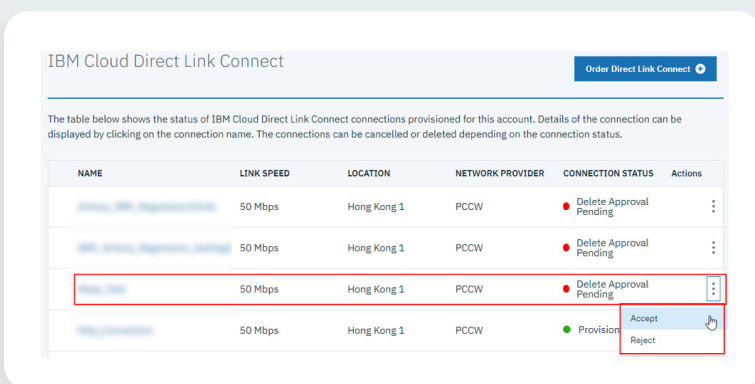 IBM Cloud Direct Link Connect
Order Direct Link Connect
The table below shows the status of IBM Cloud Direct Link Connect connections provisioned for this account. Details of the connection can be
displayed by clicking on the connection name. The connections can be cancelled or deleted depending on the connection status.
NAME LINK SPEED LOCATION NETWORK PROVIDER CONNECTION STATUS Actions
50 Mbps Hong Kong 1 PCCW Delete Approval
Pending
50 Mbps Hong Kong 1 PCCW Delete Approval
Pending
50 Mbps Hong Kong 1 PCCW Delete Approval
Pending
Accept
50 Mbps Hong Kong 1 PCCW Provision
Reject